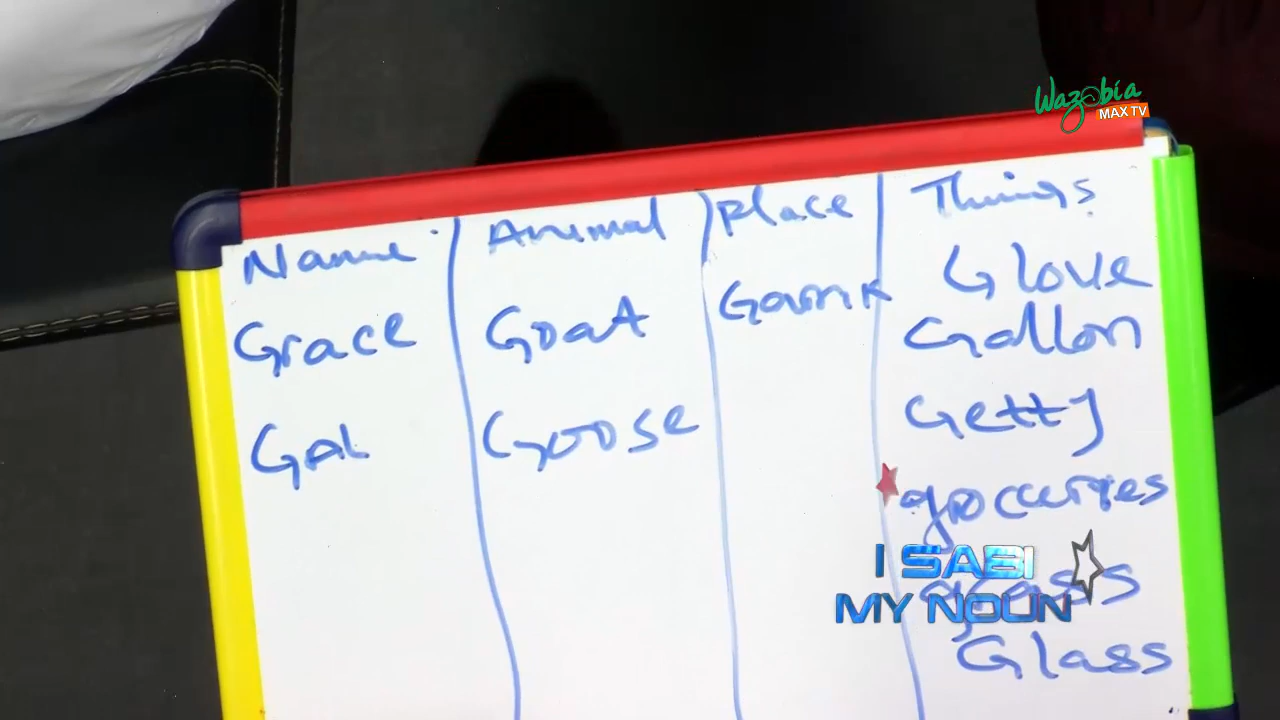 Wazobia
MAX TV
Name Animal Place Things
Grace Goat Glove
Gallon
Gal Goose Getty
groceries
Glass
I SABI
MY NOUN